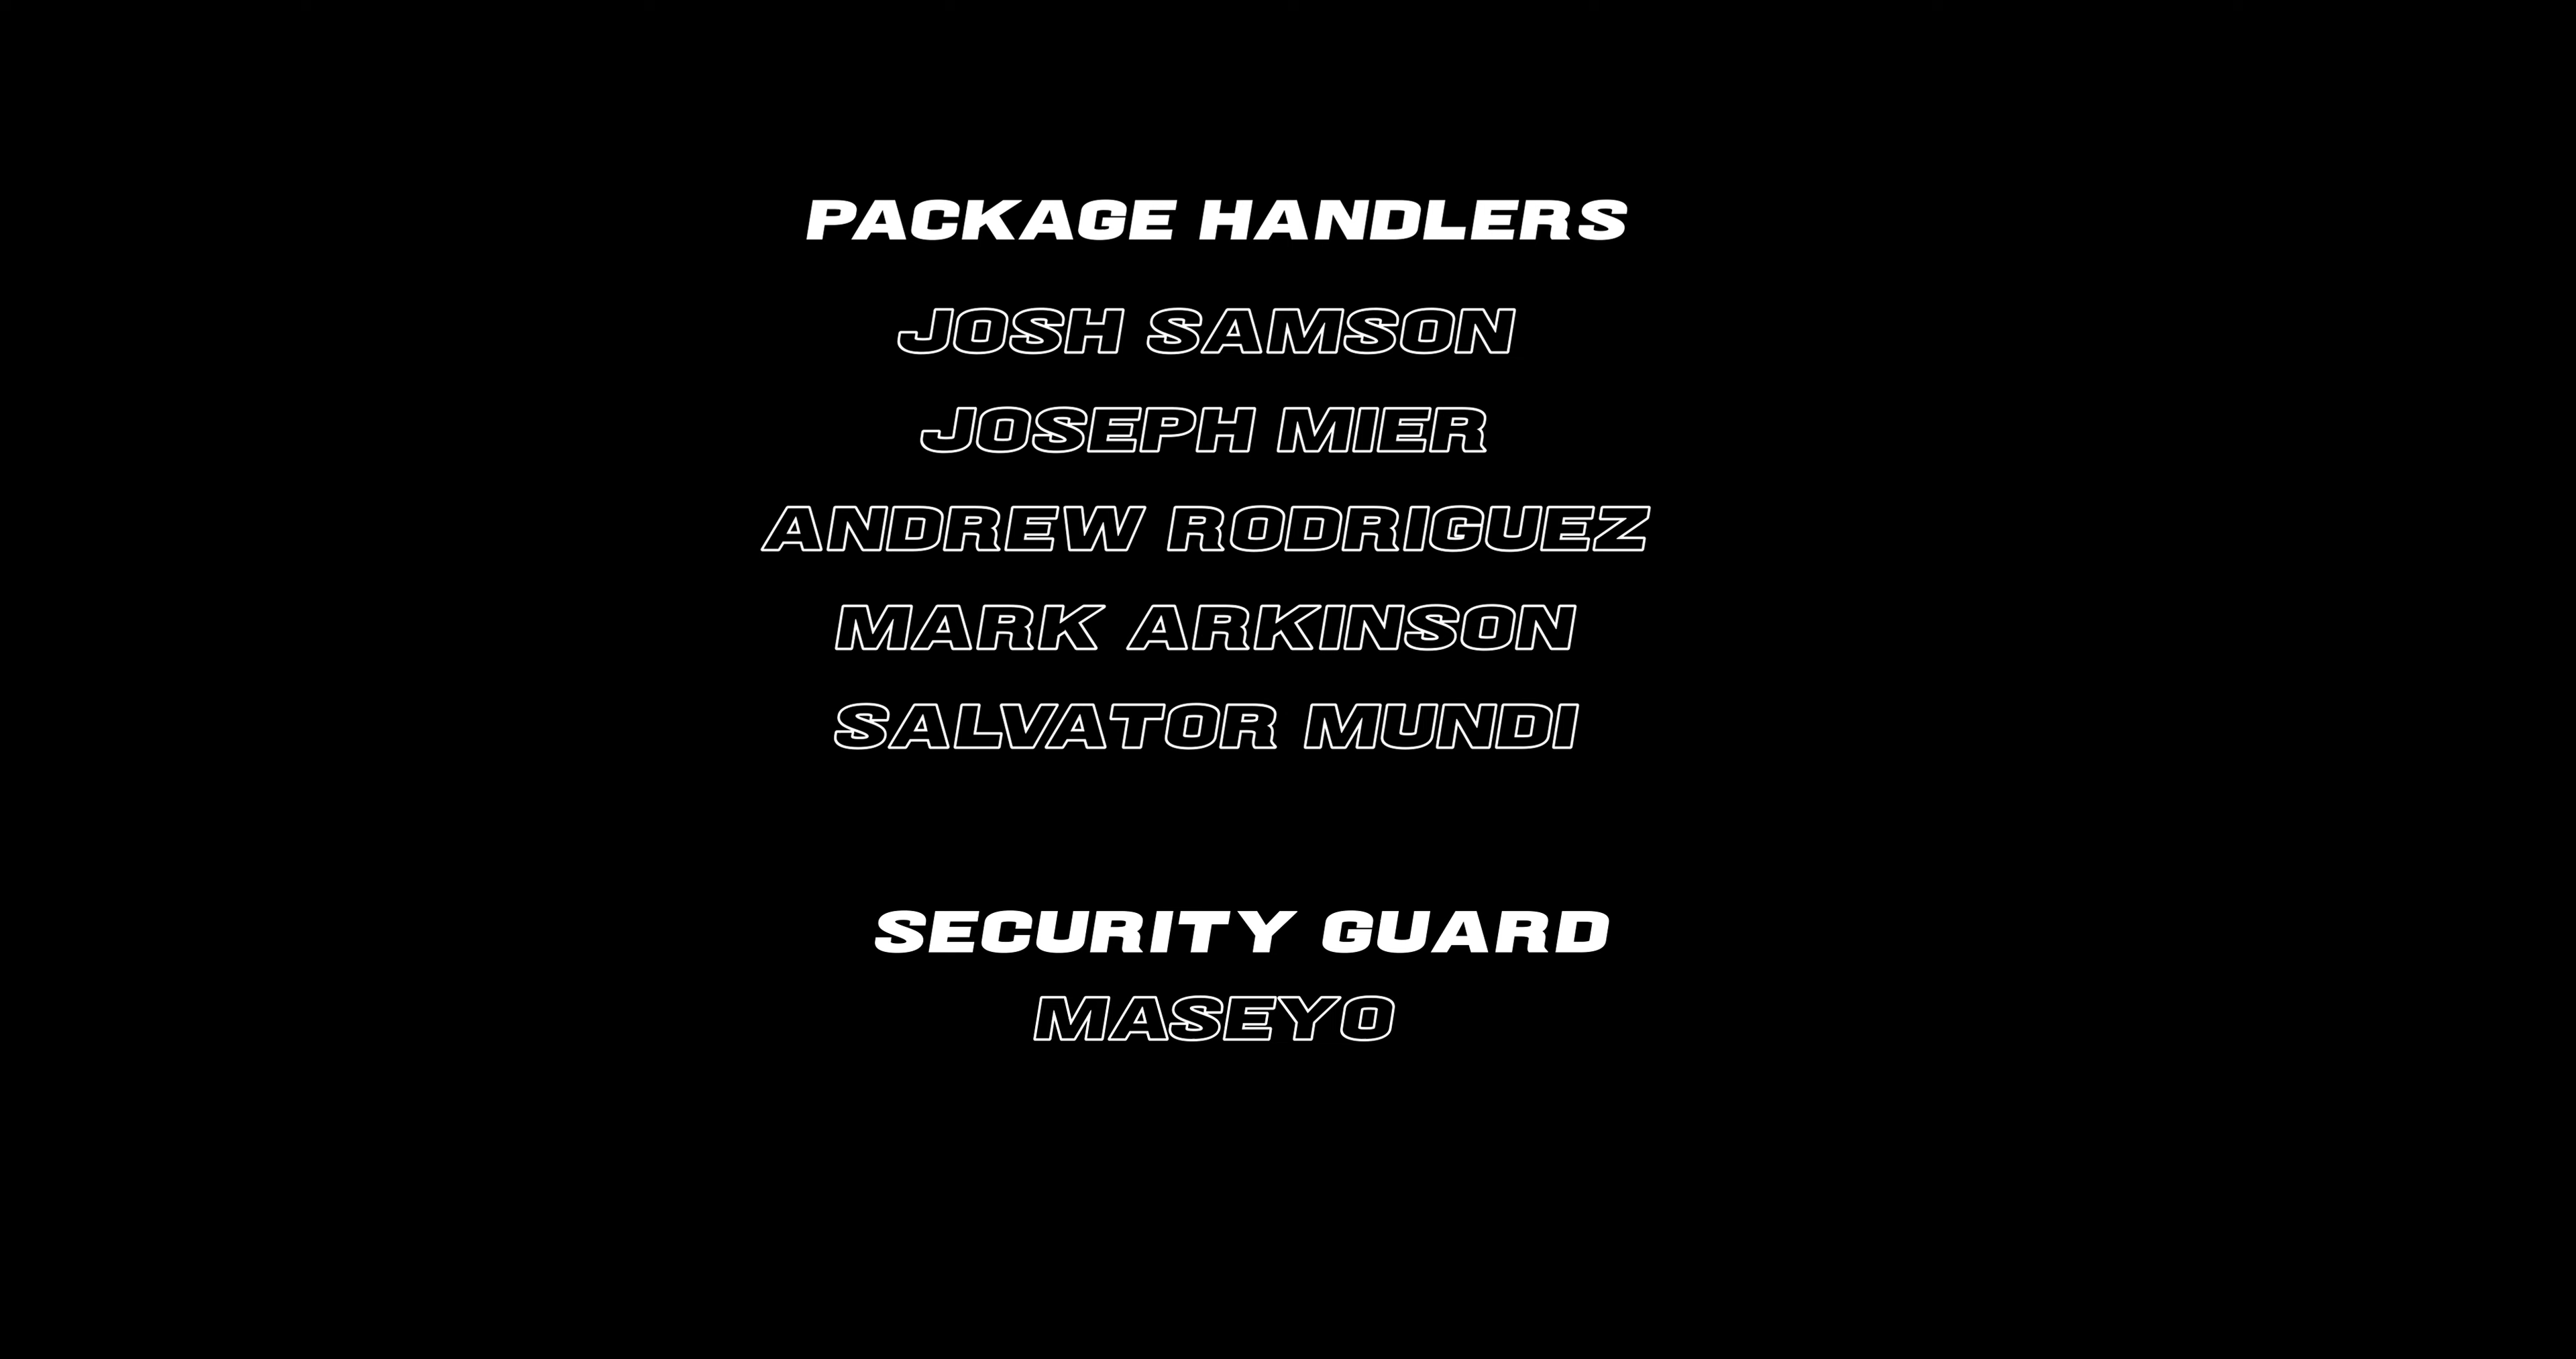 PACKAGE HANDLERS
JOSH SAMSON
JOSEPH MIER
ANDREW RODRIGUEZ
MARK ARKINSON
SALVATOR MUNDI
SECURITY GUARD
MASEYO